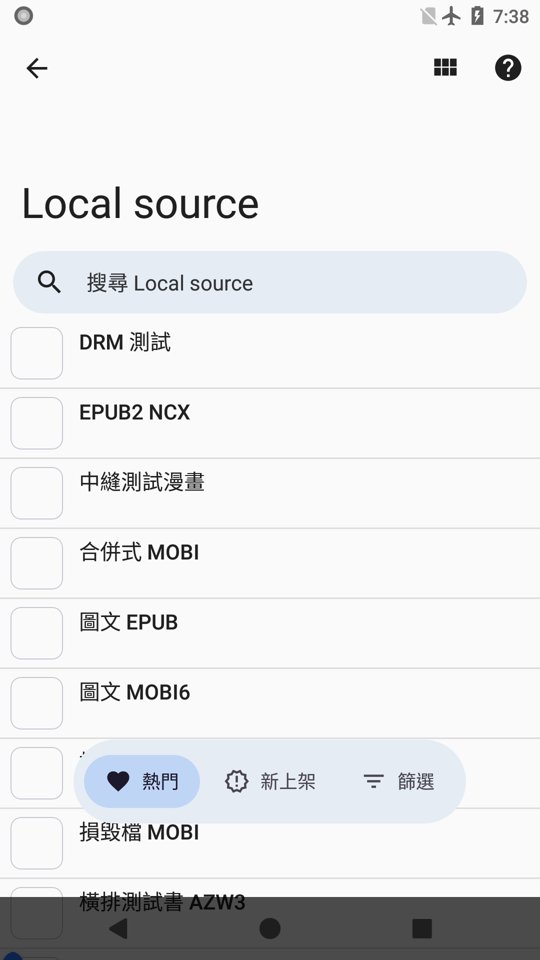 7:38
Local source
搜尋 Local source
DRM 測試
EPUB2 NCX
中縫測試漫畫
合併式 MOBI
圖文 EPUB
圖文 MOBI6
熱門
新上架
篩選
損毀檔 MOBI
橫排測試書 AZW3